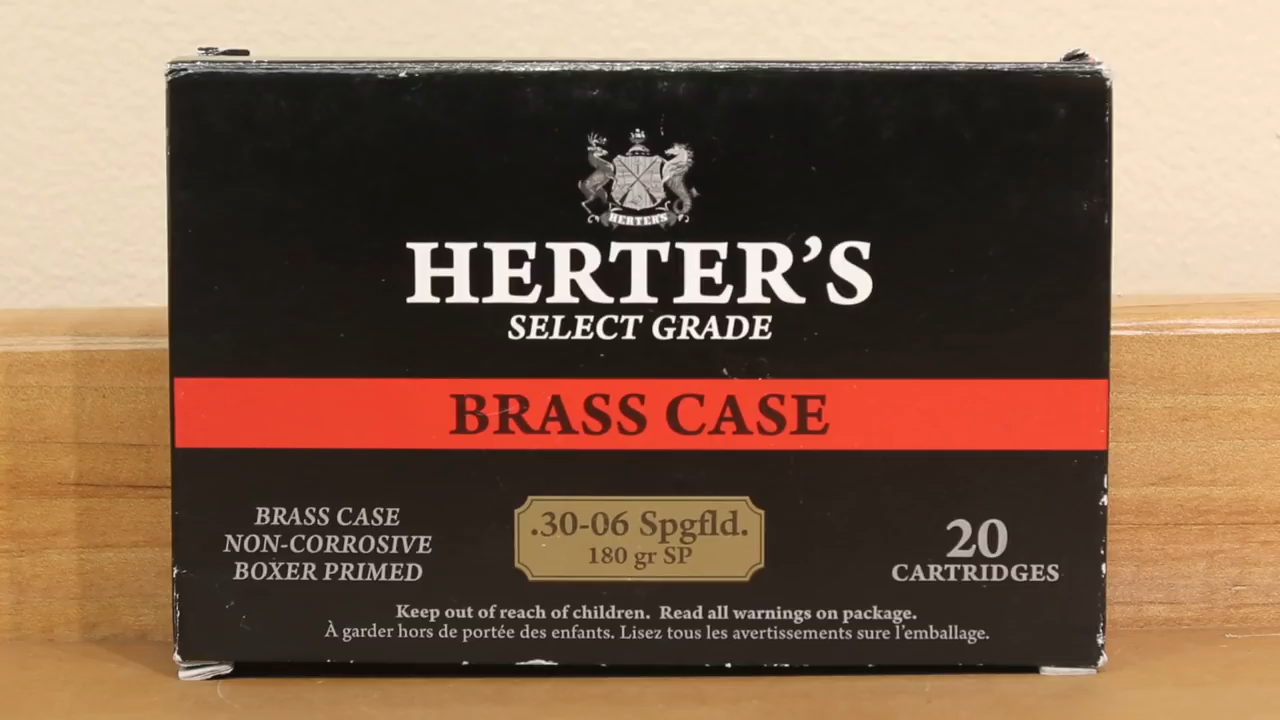 HERTER'S
HERTER'S
SELECT GRADE
BRASS CASE
BRASS CASE
NON-CORROSIVE
BOXER PRIMED
.30-06 Spgfld.
180 gr SP
20
CARTRIDGES
Keep out of reach of children. Read all warnings on package.
À garder hors de portée des enfants. Lisez tous les avertissements sure l'emballage.